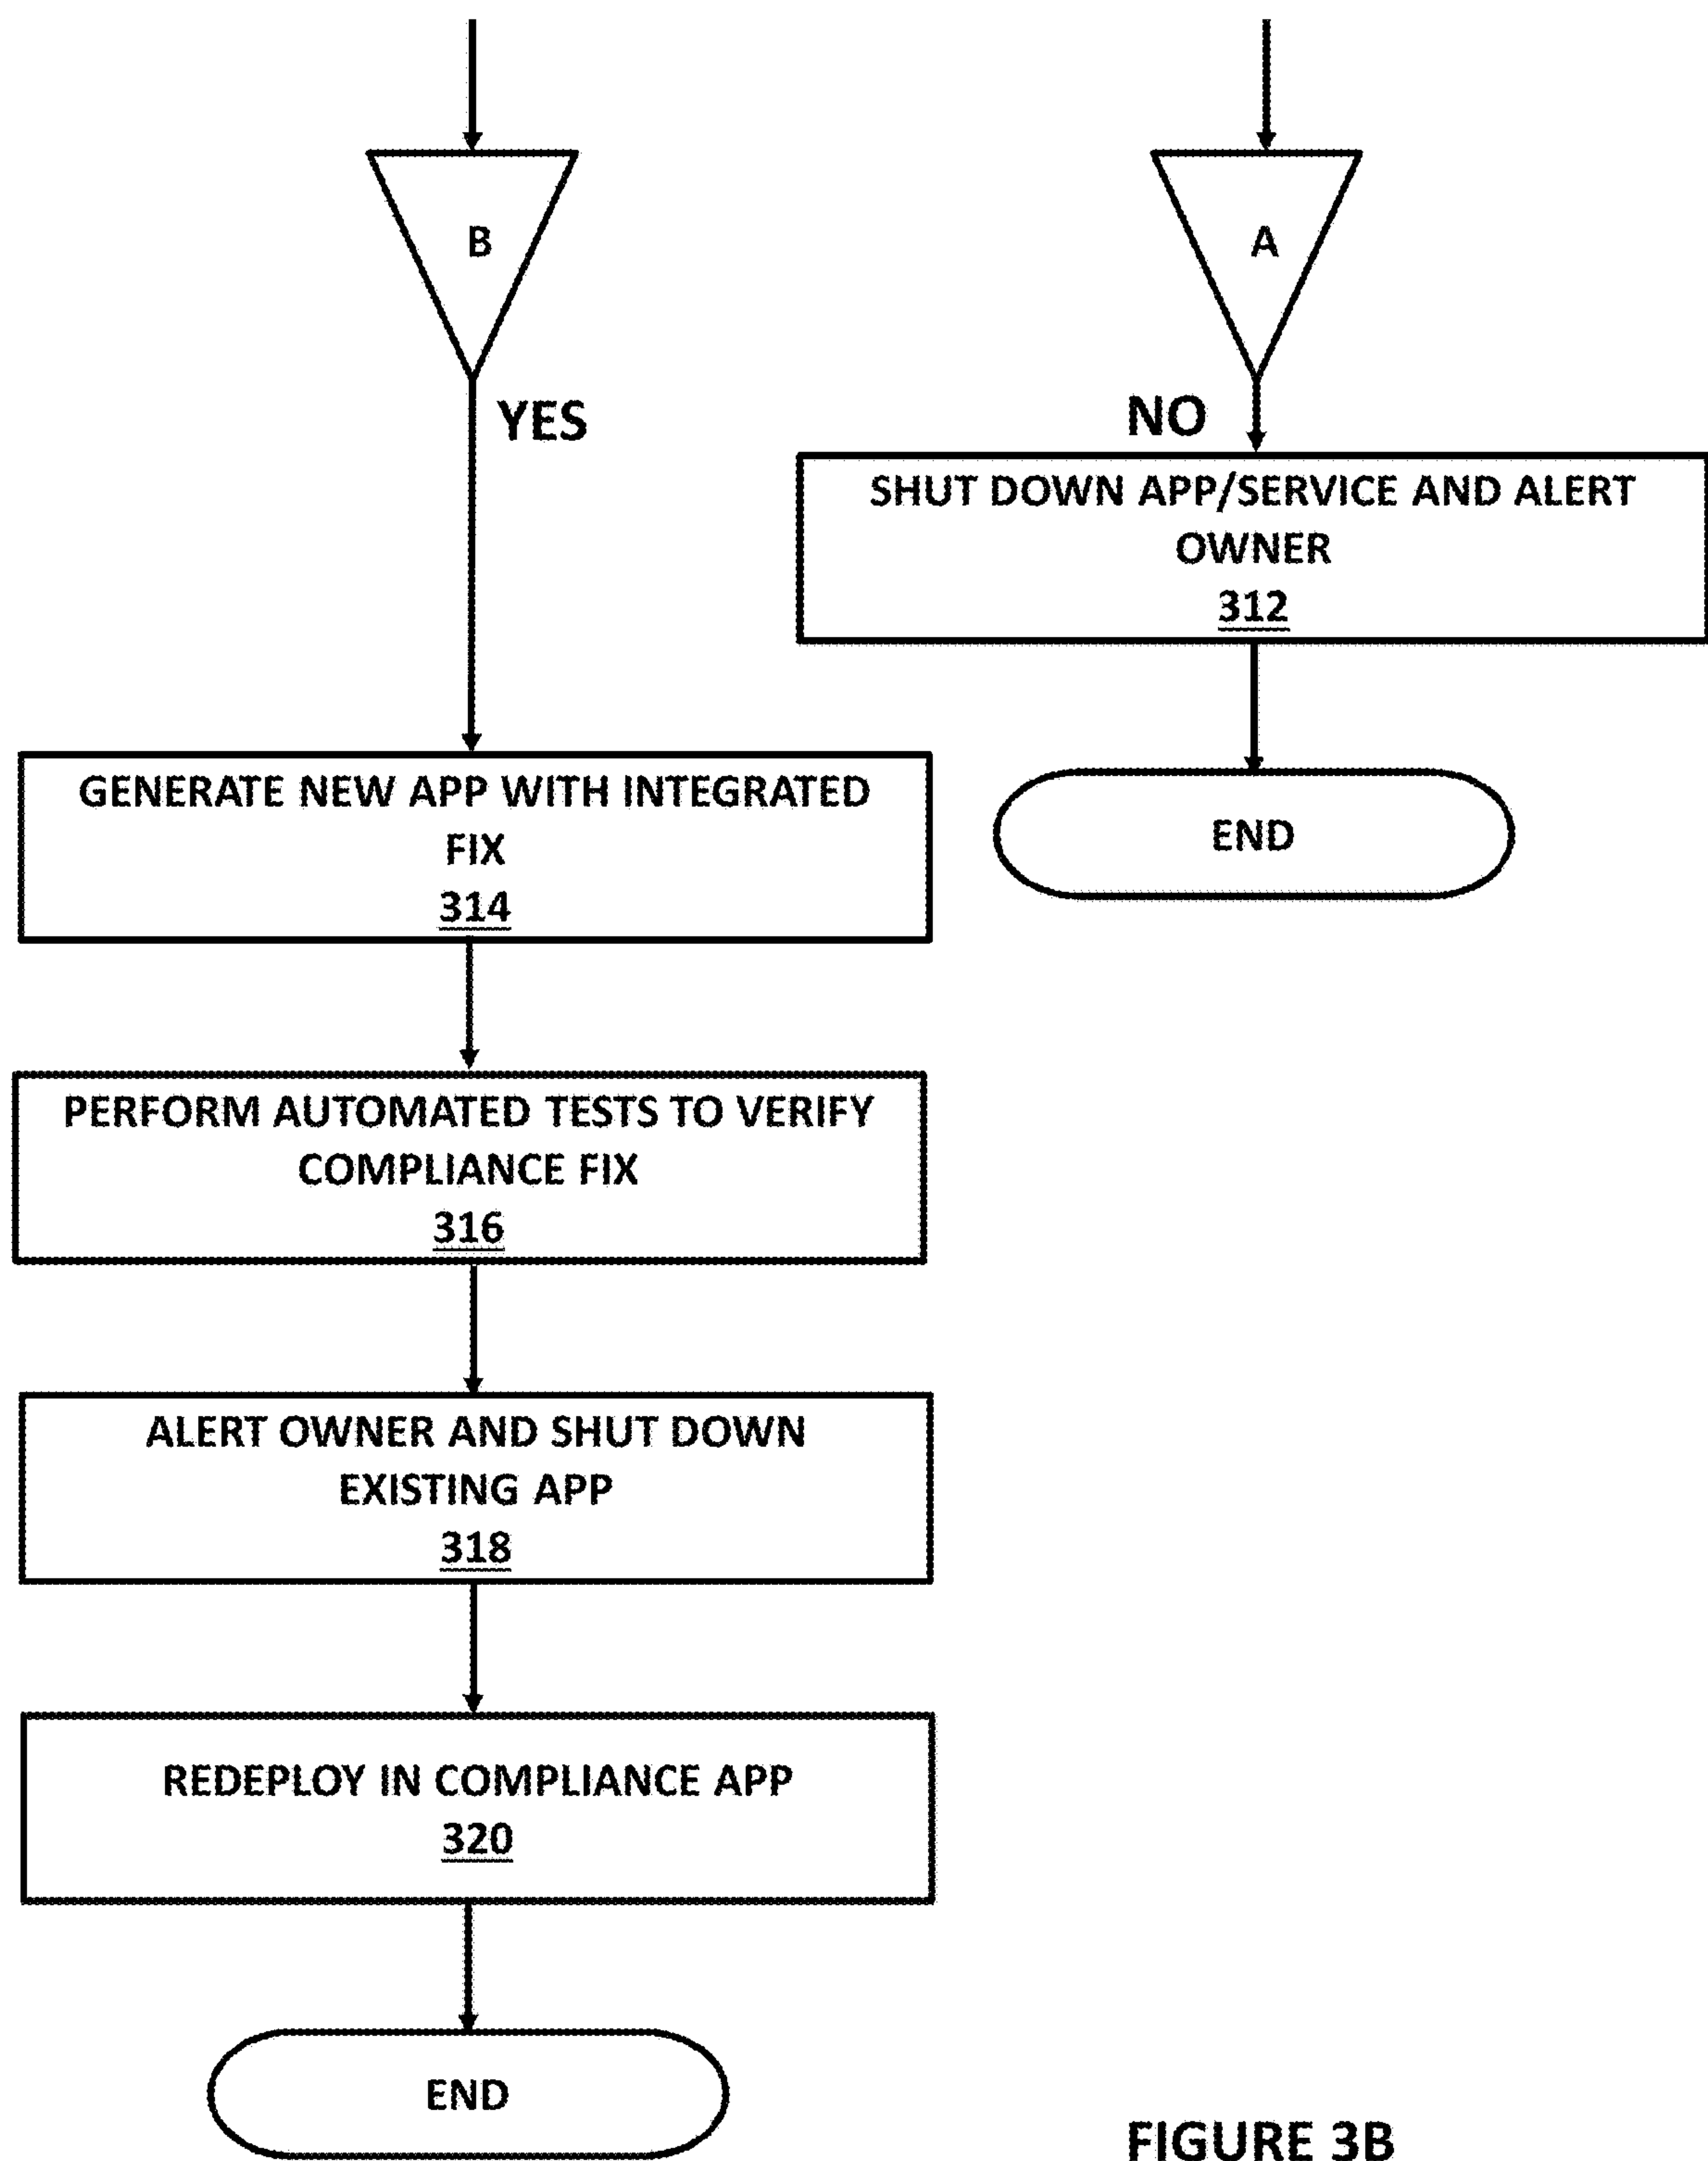 B
A
YES
NO
SHUT DOWN APP/SERVICE AND ALERT
OWNER
312
END
GENERATE NEW APP WITH INTEGRATED
FIX
314
PERFORM AUTOMATED TESTS TO VERIFY
COMPLIANCE FIX
316
ALERT OWNER AND SHUT DOWN
EXISTING APP
318
REDEPLOY IN COMPLIANCE APP
320
END
FIGURE 3B